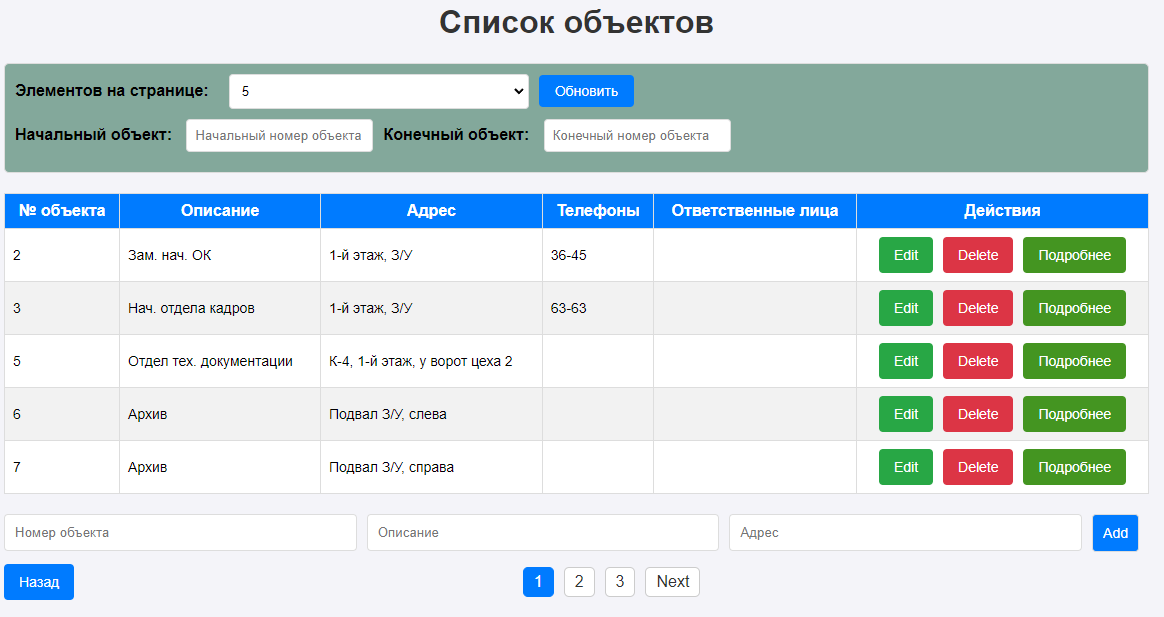 Список объектов
Элементов на странице: 5 Обновить
Начальный объект: Начальный номер объекта Конечный объект: Конечный номер объекта
№ объекта Описание Адрес Телефоны Ответственные лица Действия
2 Зам. нач. ОК 1-й этаж, З/У 36-45 Edit Delete Подробнее
3 Нач. отдела кадров 1-й этаж, З/У 63-63 Edit Delete Подробнее
5 Отдел тех. документации К-4, 1-й этаж, у ворот цеха 2 Edit Delete Подробнее
6 Архив Подвал З/У, слева Edit Delete Подробнее
7 Архив Подвал З/У, справа Edit Delete Подробнее
Номер объекта Описание Адрес Add
Назад 1 2 3 Next